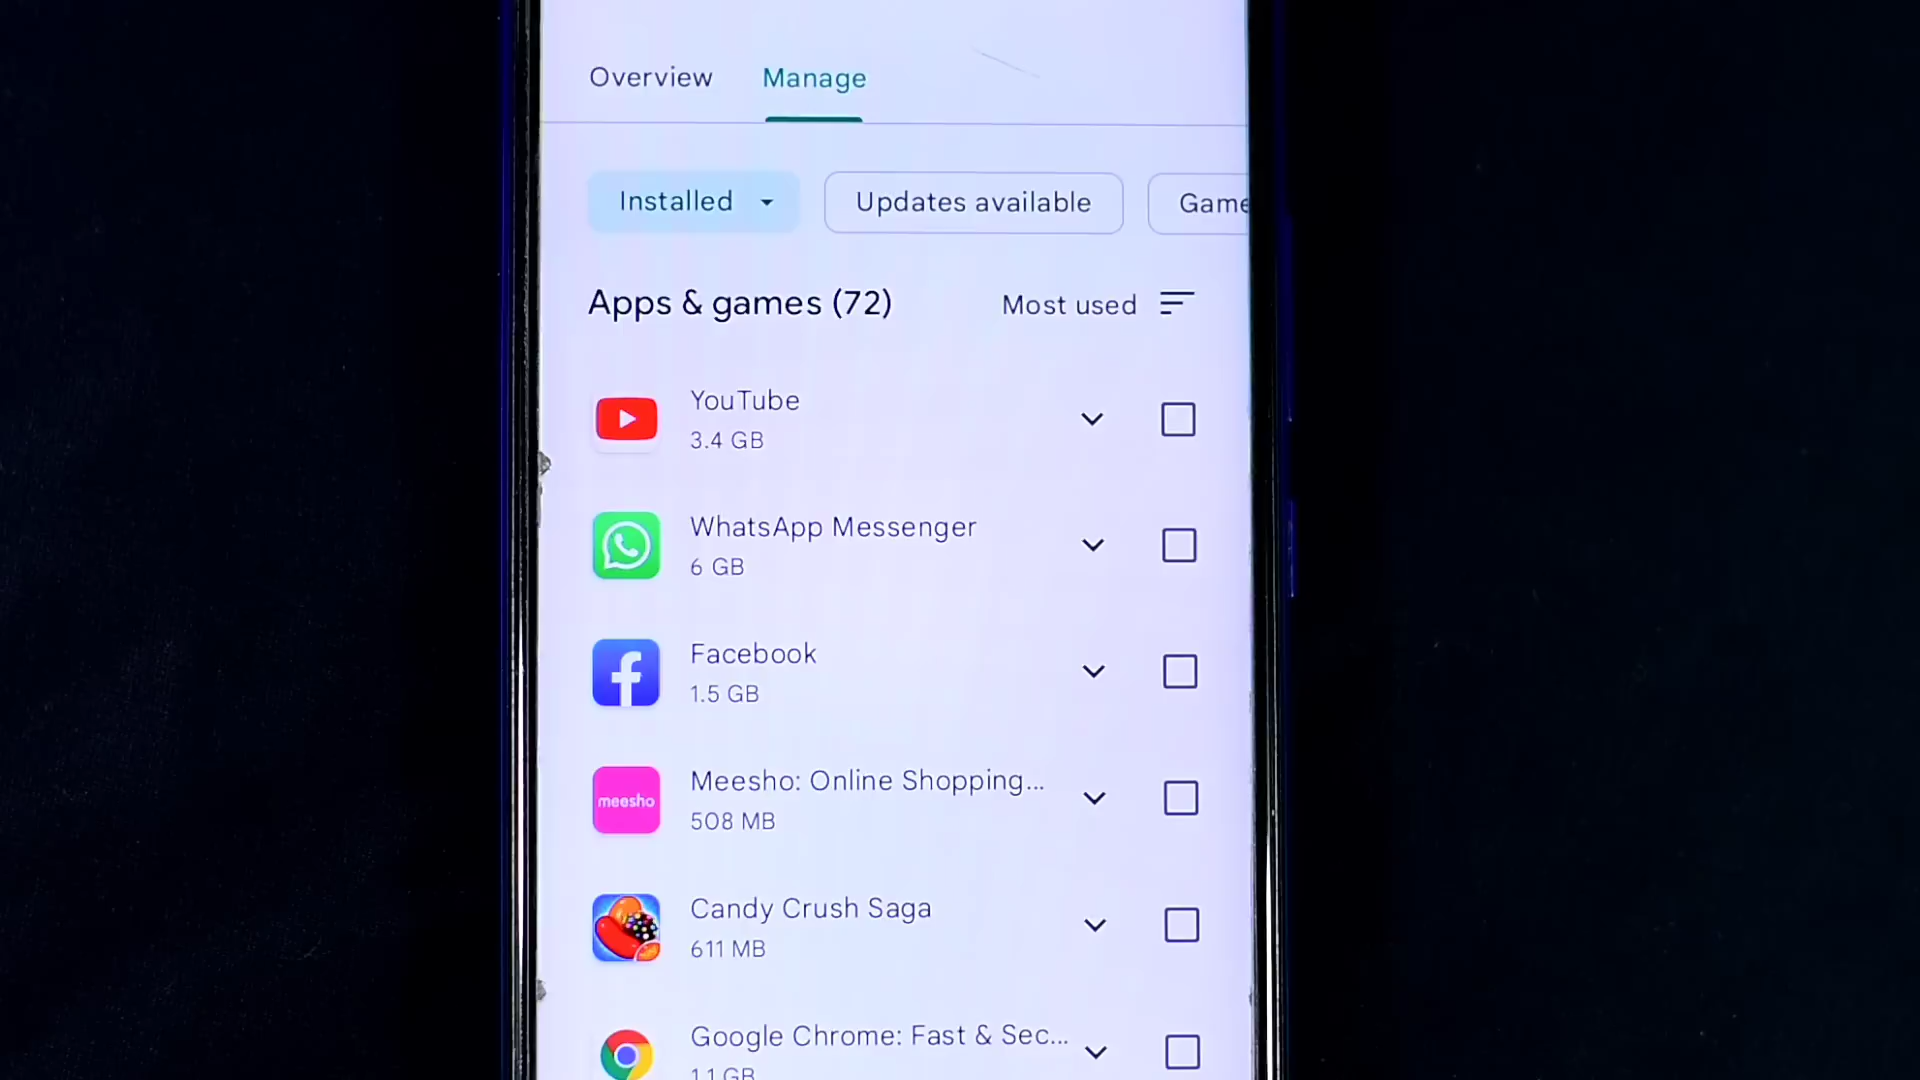 Overview Manage
Installed Updates available Game
Apps & games (72) Most used
YouTube
3.4 GB
WhatsApp Messenger
6 GB
Facebook
1.5 GB
meesho
Meesho: Online Shopping...
508 MB
Candy Crush Saga
611 MB
Google Chrome: Fast & Sec...
1.1 GB